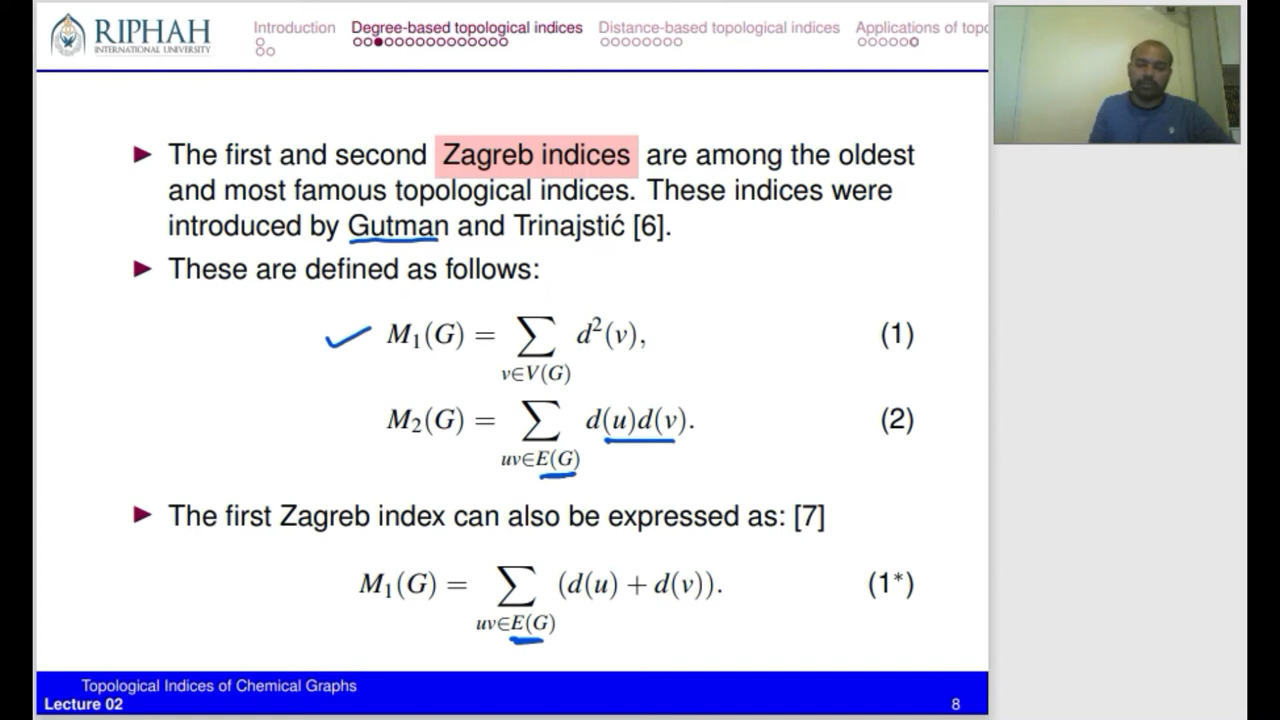 RIPHAH
INTERNATIONAL UNIVERSITY
Introduction
Degree-based topological indices
Distance-based topological indices
Applications of topo
► The first and second Zagreb indices are among the oldest
and most famous topological indices. These indices were
introduced by Gutman and Trinajstić [6].
► These are defined as follows:
M₁(G) = ∑ d²(v), (1)
v∈V(G)
M₂(G) = ∑ d(u)d(v). (2)
uv∈E(G)
► The first Zagreb index can also be expressed as: [7]
M₁(G) = ∑ (d(u) + d(v)). (1*)
uv∈E(G)
Topological Indices of Chemical Graphs
Lecture 02 8